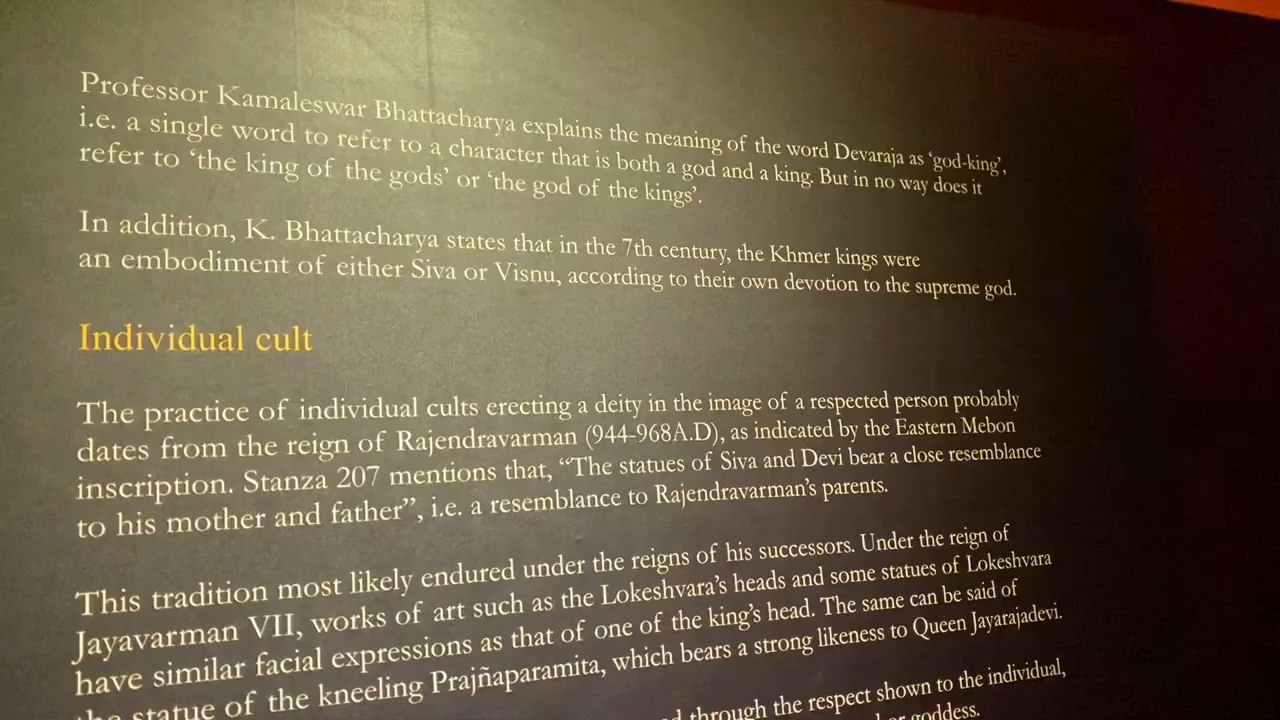 Professor Kamaleswar Bhattacharya explains the meaning of the word Devaraja as ‘god-king’,
i.e. a single word to refer to a character that is both a god and a king. But in no way does it
refer to ‘the king of the gods’ or ‘the god of the kings’.
In addition, K. Bhattacharya states that in the 7th century, the Khmer kings were
an embodiment of either Siva or Visnu, according to their own devotion to the supreme god.
Individual cult
The practice of individual cults erecting a deity in the image of a respected person probably
dates from the reign of Rajendravarman (944-968A.D), as indicated by the Eastern Mebon
inscription. Stanza 207 mentions that, “The statues of Siva and Devi bear a close resemblance
to his mother and father”, i.e. a resemblance to Rajendravarman’s parents.
This tradition most likely endured under the reigns of his successors. Under the reign of
Jayavarman VII, works of art such as the Lokeshvara’s heads and some statues of Lokeshvara
have similar facial expressions as that of one of the king’s head. The same can be said of
the statue of the kneeling Prajñaparamita, which bears a strong likeness to Queen Jayarajadevi.
through the respect shown to the individual,
goddess.